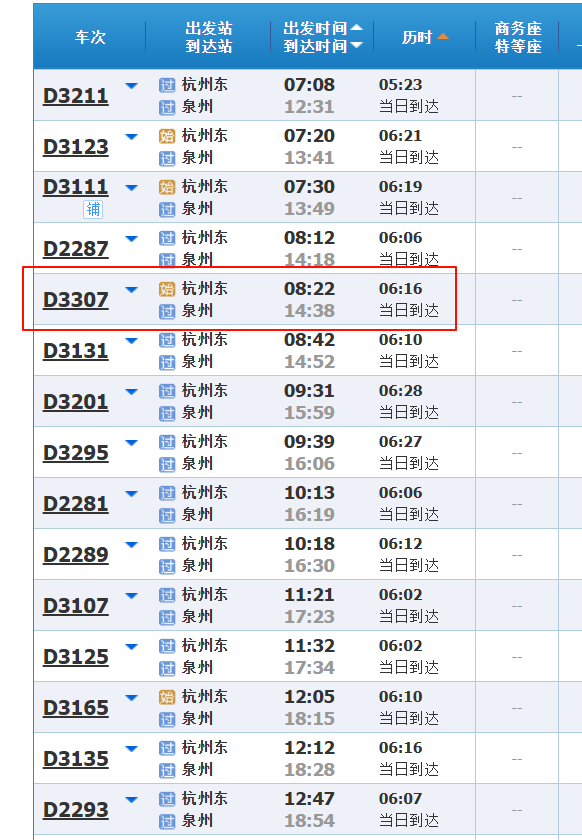 车次 出发站 出发时间 历时 商务座
到达站 到达时间 特等座
D3211 过 杭州东 07:08 05:23 --
过 泉州 12:31 当日到达
D3123 始 杭州东 07:20 06:21 --
过 泉州 13:41 当日到达
D3111 始 杭州东 07:30 06:19 --
铺 过 泉州 13:49 当日到达
D2287 过 杭州东 08:12 06:06 --
过 泉州 14:18 当日到达
D3307 始 杭州东 08:22 06:16 --
过 泉州 14:38 当日到达
D3131 过 杭州东 08:42 06:10 --
过 泉州 14:52 当日到达
D3201 过 杭州东 09:31 06:28 --
过 泉州 15:59 当日到达
D3295 过 杭州东 09:39 06:27 --
过 泉州 16:06 当日到达
D2281 过 杭州东 10:13 06:06 --
过 泉州 16:19 当日到达
D2289 过 杭州东 10:18 06:12 --
过 泉州 16:30 当日到达
D3107 过 杭州东 11:21 06:02 --
过 泉州 17:23 当日到达
D3125 过 杭州东 11:32 06:02 --
过 泉州 17:34 当日到达
D3165 始 杭州东 12:05 06:10 --
过 泉州 18:15 当日到达
D3135 过 杭州东 12:12 06:16 --
过 泉州 18:28 当日到达
D2293 过 杭州东 12:47 06:07 --
过 泉州 18:54 当日到达